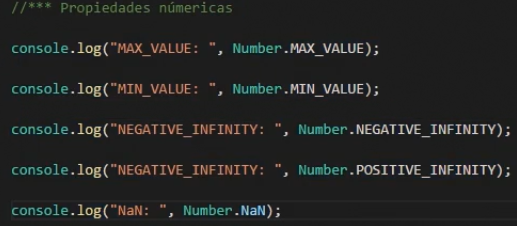 //*** Propiedades númericas
console.log("MAX_VALUE: ", Number.MAX_VALUE);
console.log("MIN_VALUE: ", Number.MIN_VALUE);
console.log("NEGATIVE_INFINITY: ", Number.NEGATIVE_INFINITY);
console.log("NEGATIVE_INFINITY: ", Number.POSITIVE_INFINITY);
console.log("NaN: ", Number.NaN);